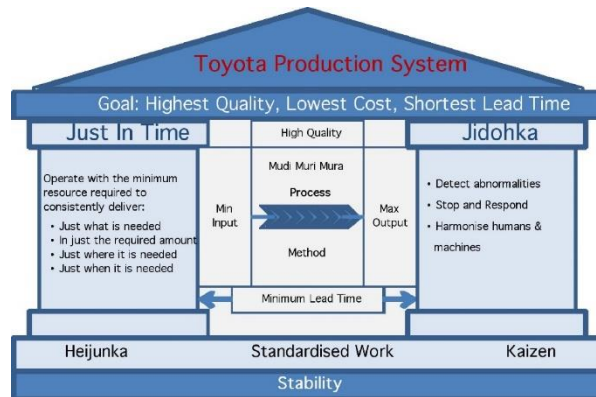 Toyota Production System
Goal: Highest Quality, Lowest Cost, Shortest Lead Time
Just In Time
Operate with the minimum
resource required to
consistently deliver:
• Just what is needed
• In just the required amount
• Just where it is needed
• Just when it is needed
High Quality
Mudi Muri Mura
Process
Min
Input
Max
Output
Method
Minimum Lead Time
Jidohka
• Detect abnormalities
• Stop and Respond
• Harmonise humans &
machines
Heijunka
Standardised Work
Kaizen
Stability